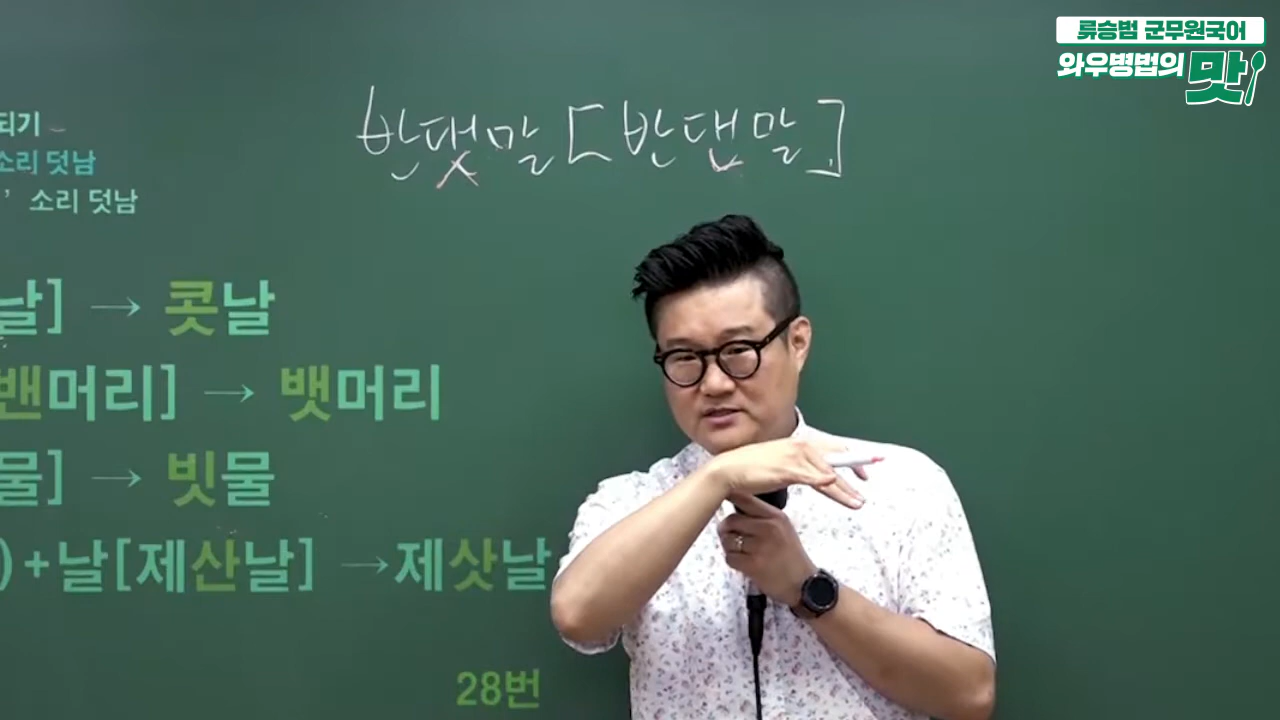 류승범 군무원국어
와우병법의 맛
반댓말 [반댄말]
되기
소리 덧남
’ 소리 덧남
날] → 콧날
밴머리] → 뱃머리
물] → 빗물
)+날[제산날] →제삿날
28번